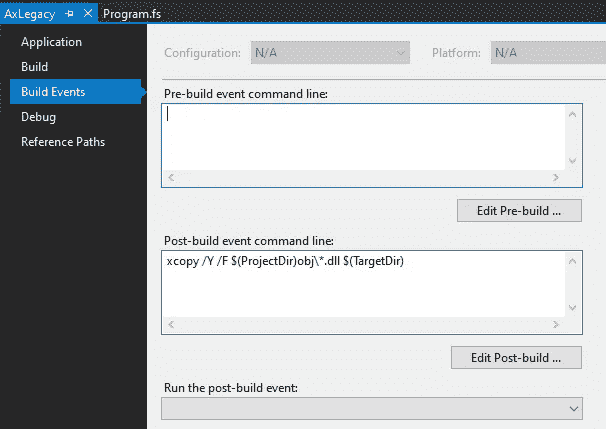 AxLegacy Program.fs
Application
Build
Build Events
Debug
Reference Paths
Configuration: N/A Platform: N/A
Pre-build event command line:
Edit Pre-build ...
Post-build event command line:
xcopy /Y /F $(ProjectDir)obj\*.dll $(TargetDir)
Edit Post-build ...
Run the post-build event: